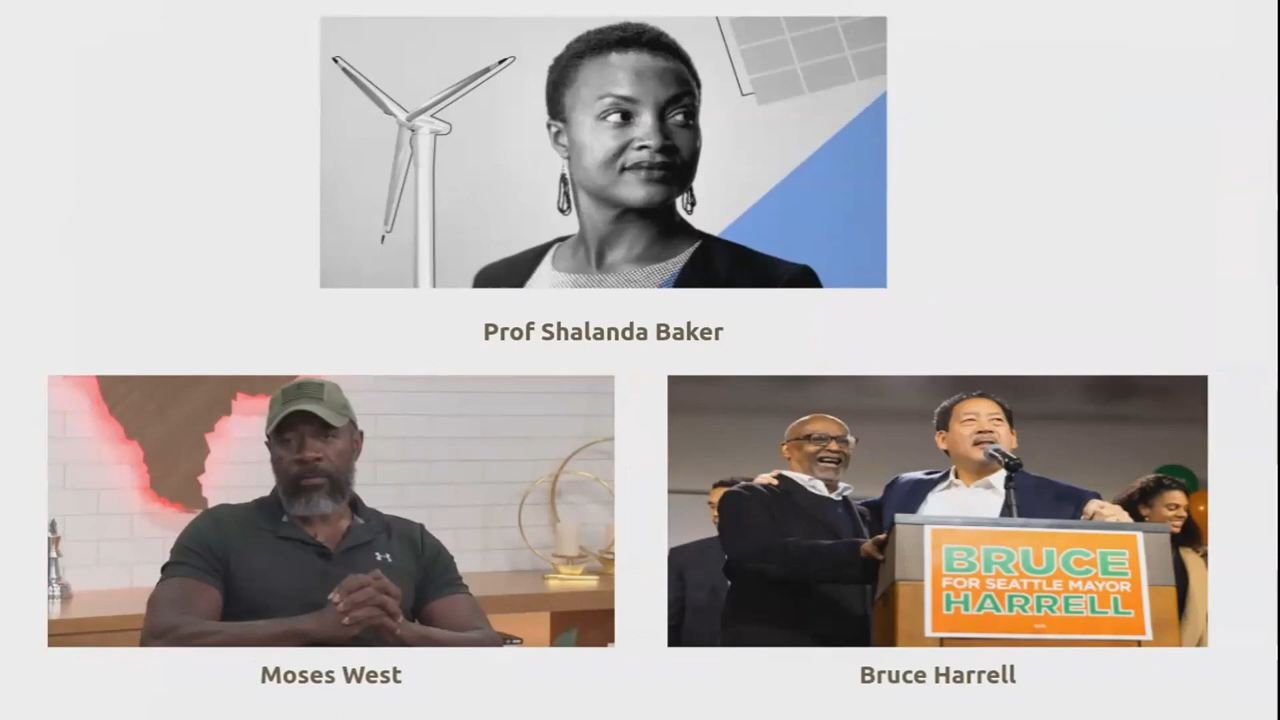 Prof Shalanda Baker
BRUCE
FOR SEATTLE MAYOR
HARRELL
Moses West
Bruce Harrell